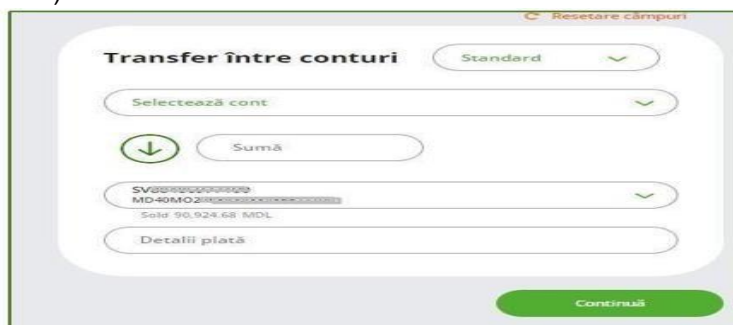 Resetare câmpuri
Transfer între conturi
Standard
Selectează cont
Sumă
Sold 90,924.68 MDL
Detalii plată
Continuă